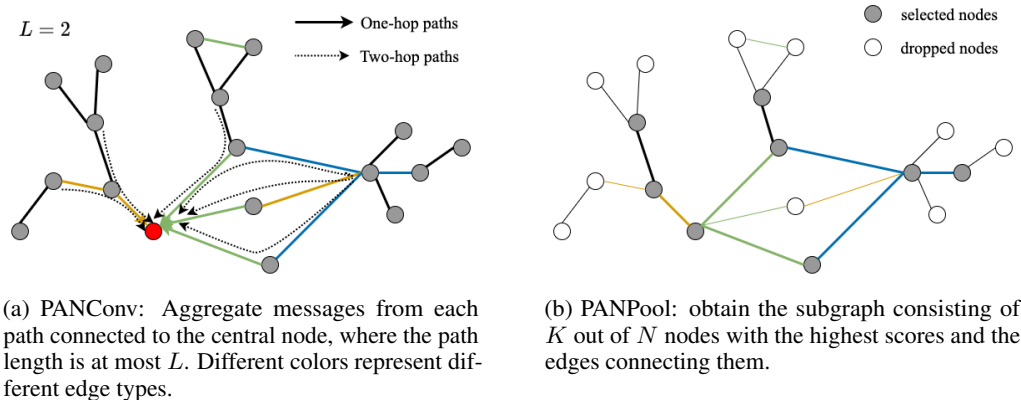 L = 2
One-hop paths
Two-hop paths
selected nodes
dropped nodes
(a) PANConv: Aggregate messages from each
path connected to the central node, where the path
length is at most L. Different colors represent dif-
ferent edge types.
(b) PANPool: obtain the subgraph consisting of
K out of N nodes with the highest scores and the
edges connecting them.